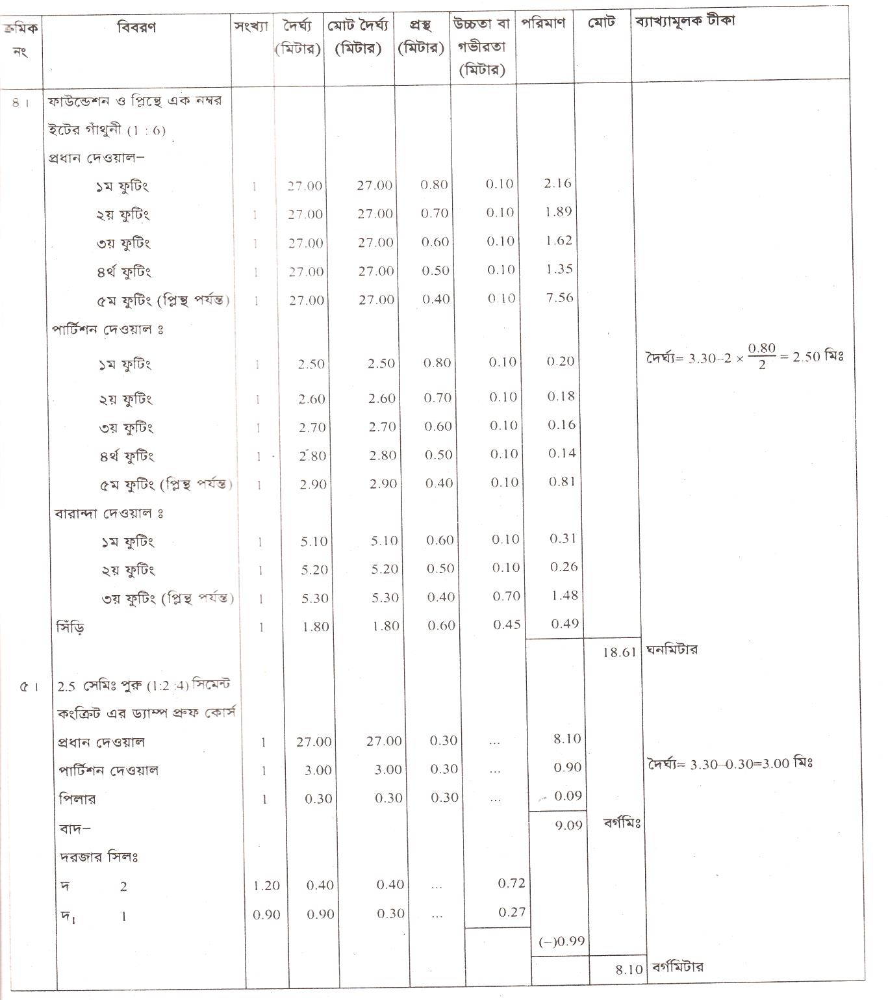 ক্রমিক নং | বিবরণ | সংখ্যা | দৈর্ঘ্য (মিটার) | মোট দৈর্ঘ্য (মিটার) | প্রস্থ (মিটার) | উচ্চতা বা গভীরতা (মিটার) | পরিমাণ | মোট | ব্যাখ্যামূলক টীকা
৪। ফাউন্ডেশন ও প্লিন্থে এক নম্বর
ইটের গাঁথুনী (1 : 6)
প্রধান দেওয়াল–
১ম ফুটিং 1 27.00 27.00 0.80 0.10 2.16
২য় ফুটিং 1 27.00 27.00 0.70 0.10 1.89
৩য় ফুটিং 1 27.00 27.00 0.60 0.10 1.62
৪র্থ ফুটিং 1 27.00 27.00 0.50 0.10 1.35
৫ম ফুটিং (প্লিন্থ পর্যন্ত) 1 27.00 27.00 0.40 0.10 7.56
পার্টিশন দেওয়াল ঃ
১ম ফুটিং 1 2.50 2.50 0.80 0.10 0.20 দৈর্ঘ্য= 3.30–2 × 0.80/2 = 2.50 মিঃ
২য় ফুটিং 1 2.60 2.60 0.70 0.10 0.18
৩য় ফুটিং 1 2.70 2.70 0.60 0.10 0.16
৪র্থ ফুটিং 1 2.80 2.80 0.50 0.10 0.14
৫ম ফুটিং (প্লিন্থ পর্যন্ত) 1 2.90 2.90 0.40 0.10 0.81
বারান্দা দেওয়াল ঃ
১ম ফুটিং 1 5.10 5.10 0.60 0.10 0.31
২য় ফুটিং 1 5.20 5.20 0.50 0.10 0.26
৩য় ফুটিং (প্লিন্থ পর্যন্ত) 1 5.30 5.30 0.40 0.70 1.48
সিঁড়ি 1 1.80 1.80 0.60 0.45 0.49
18.61 ঘনমিটার
৫। 2.5 সেমিঃ পুরু (1:2 :4) সিমেন্ট
কংক্রিট এর ড্যাম্প প্রুফ কোর্স
প্রধান দেওয়াল 1 27.00 27.00 0.30 ... 8.10
পার্টিশন দেওয়াল 1 3.00 3.00 0.30 ... 0.90 দৈর্ঘ্য= 3.30–0.30=3.00 মিঃ
পিলার 1 0.30 0.30 0.30 ... 0.09
বাদ– 9.09 বর্গমিঃ
দরজার সিলঃ
দ 2 1.20 0.40 0.40 ... 0.72
দ₁ 1 0.90 0.90 0.30 ... 0.27
(–)0.99
8.10 বর্গমিটার